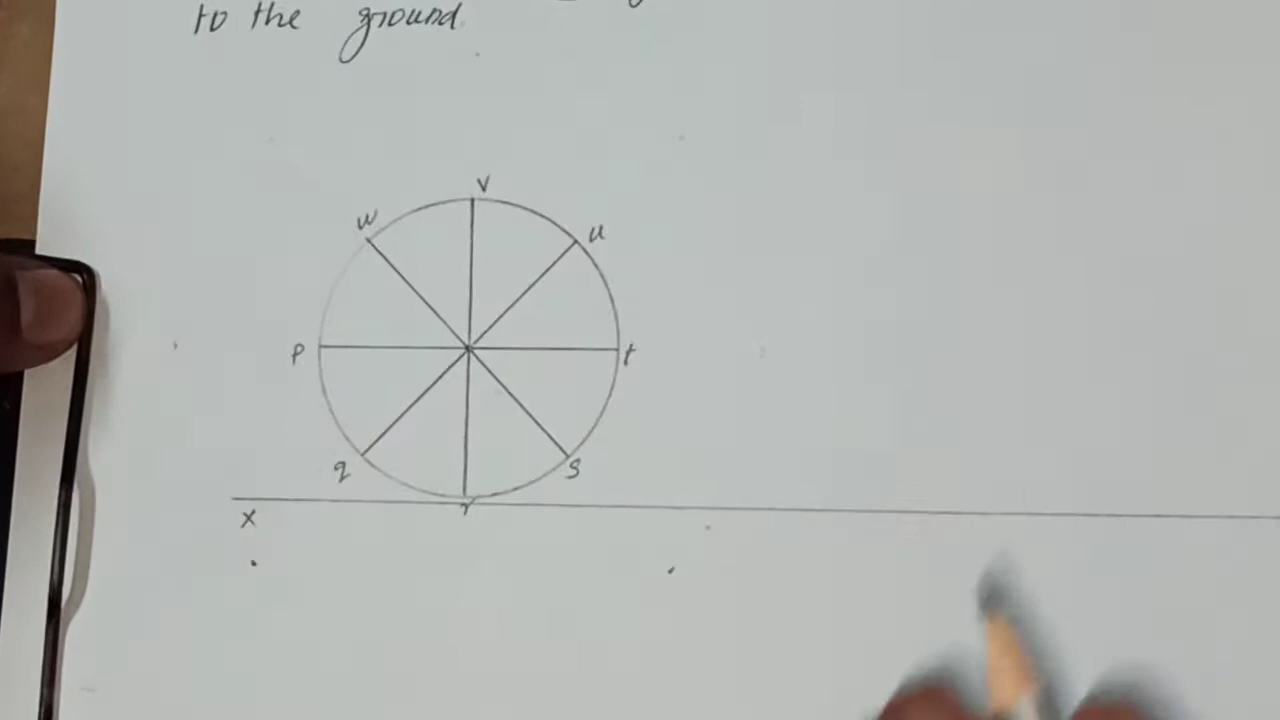 to the ground
v
w u
p t
q s
x r